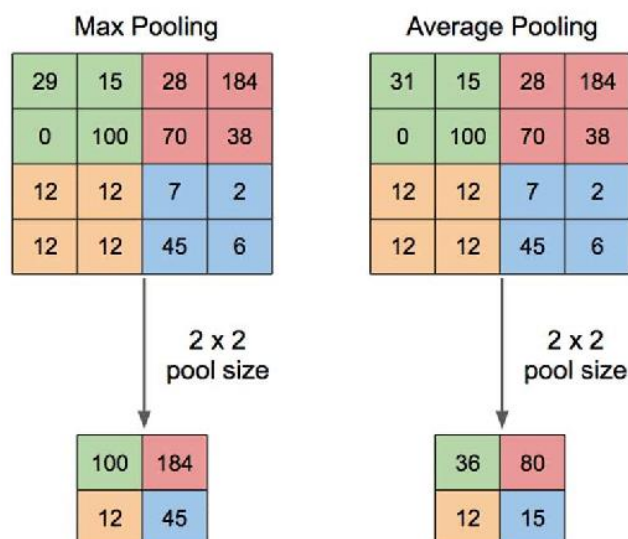 Max Pooling
29 15 28 184
0 100 70 38
12 12 7 2
12 12 45 6
2 x 2
pool size
100 184
12 45
Average Pooling
31 15 28 184
0 100 70 38
12 12 7 2
12 12 45 6
2 x 2
pool size
36 80
12 15